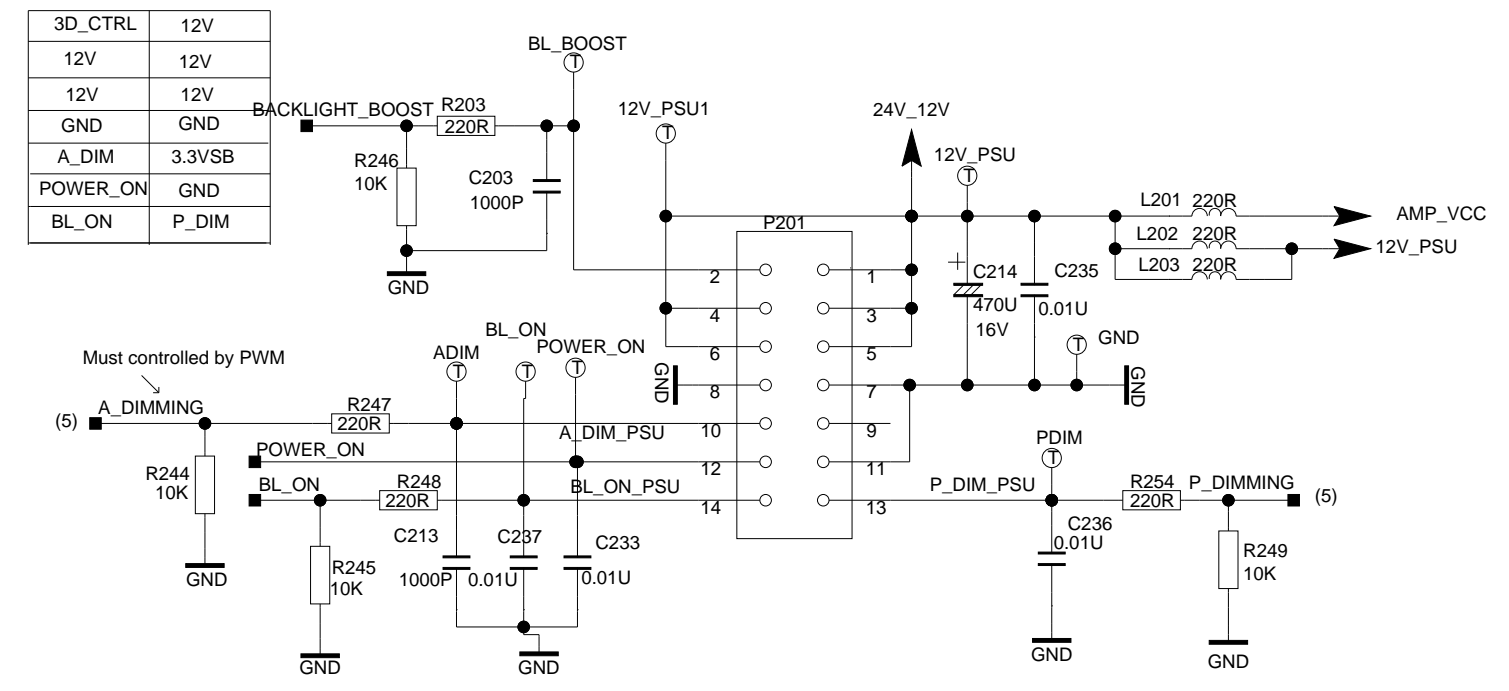 3D_CTRL 12V
12V 12V
12V 12V
GND GND
A_DIM 3.3VSB
POWER_ON GND
BL_ON P_DIM
BL_BOOST
T
BACKLIGHT_BOOST
R203
220R
R246
10K
C203
1000P
GND
12V_PSU1
T
24V_12V
12V_PSU
T
L201 220R
AMP_VCC
L202 220R
12V_PSU
L203 220R
P201
2 1
4 3
6 5
8 7
10 9
12 11
14 13
+
C214
470U
16V
C235
0.01U
T GND
GND
GND
Must controlled by PWM
(5)
A_DIMMING
R247
220R
ADIM
T
BL_ON
T
POWER_ON
T
A_DIM_PSU
R244
10K
GND
POWER_ON
BL_ON
R248
220R
BL_ON_PSU
R245
10K
GND
C213
1000P
C237
0.01U
C233
0.01U
GND
PDIM
T
P_DIM_PSU
R254
220R
P_DIMMING
(5)
C236
0.01U
GND
R249
10K
GND